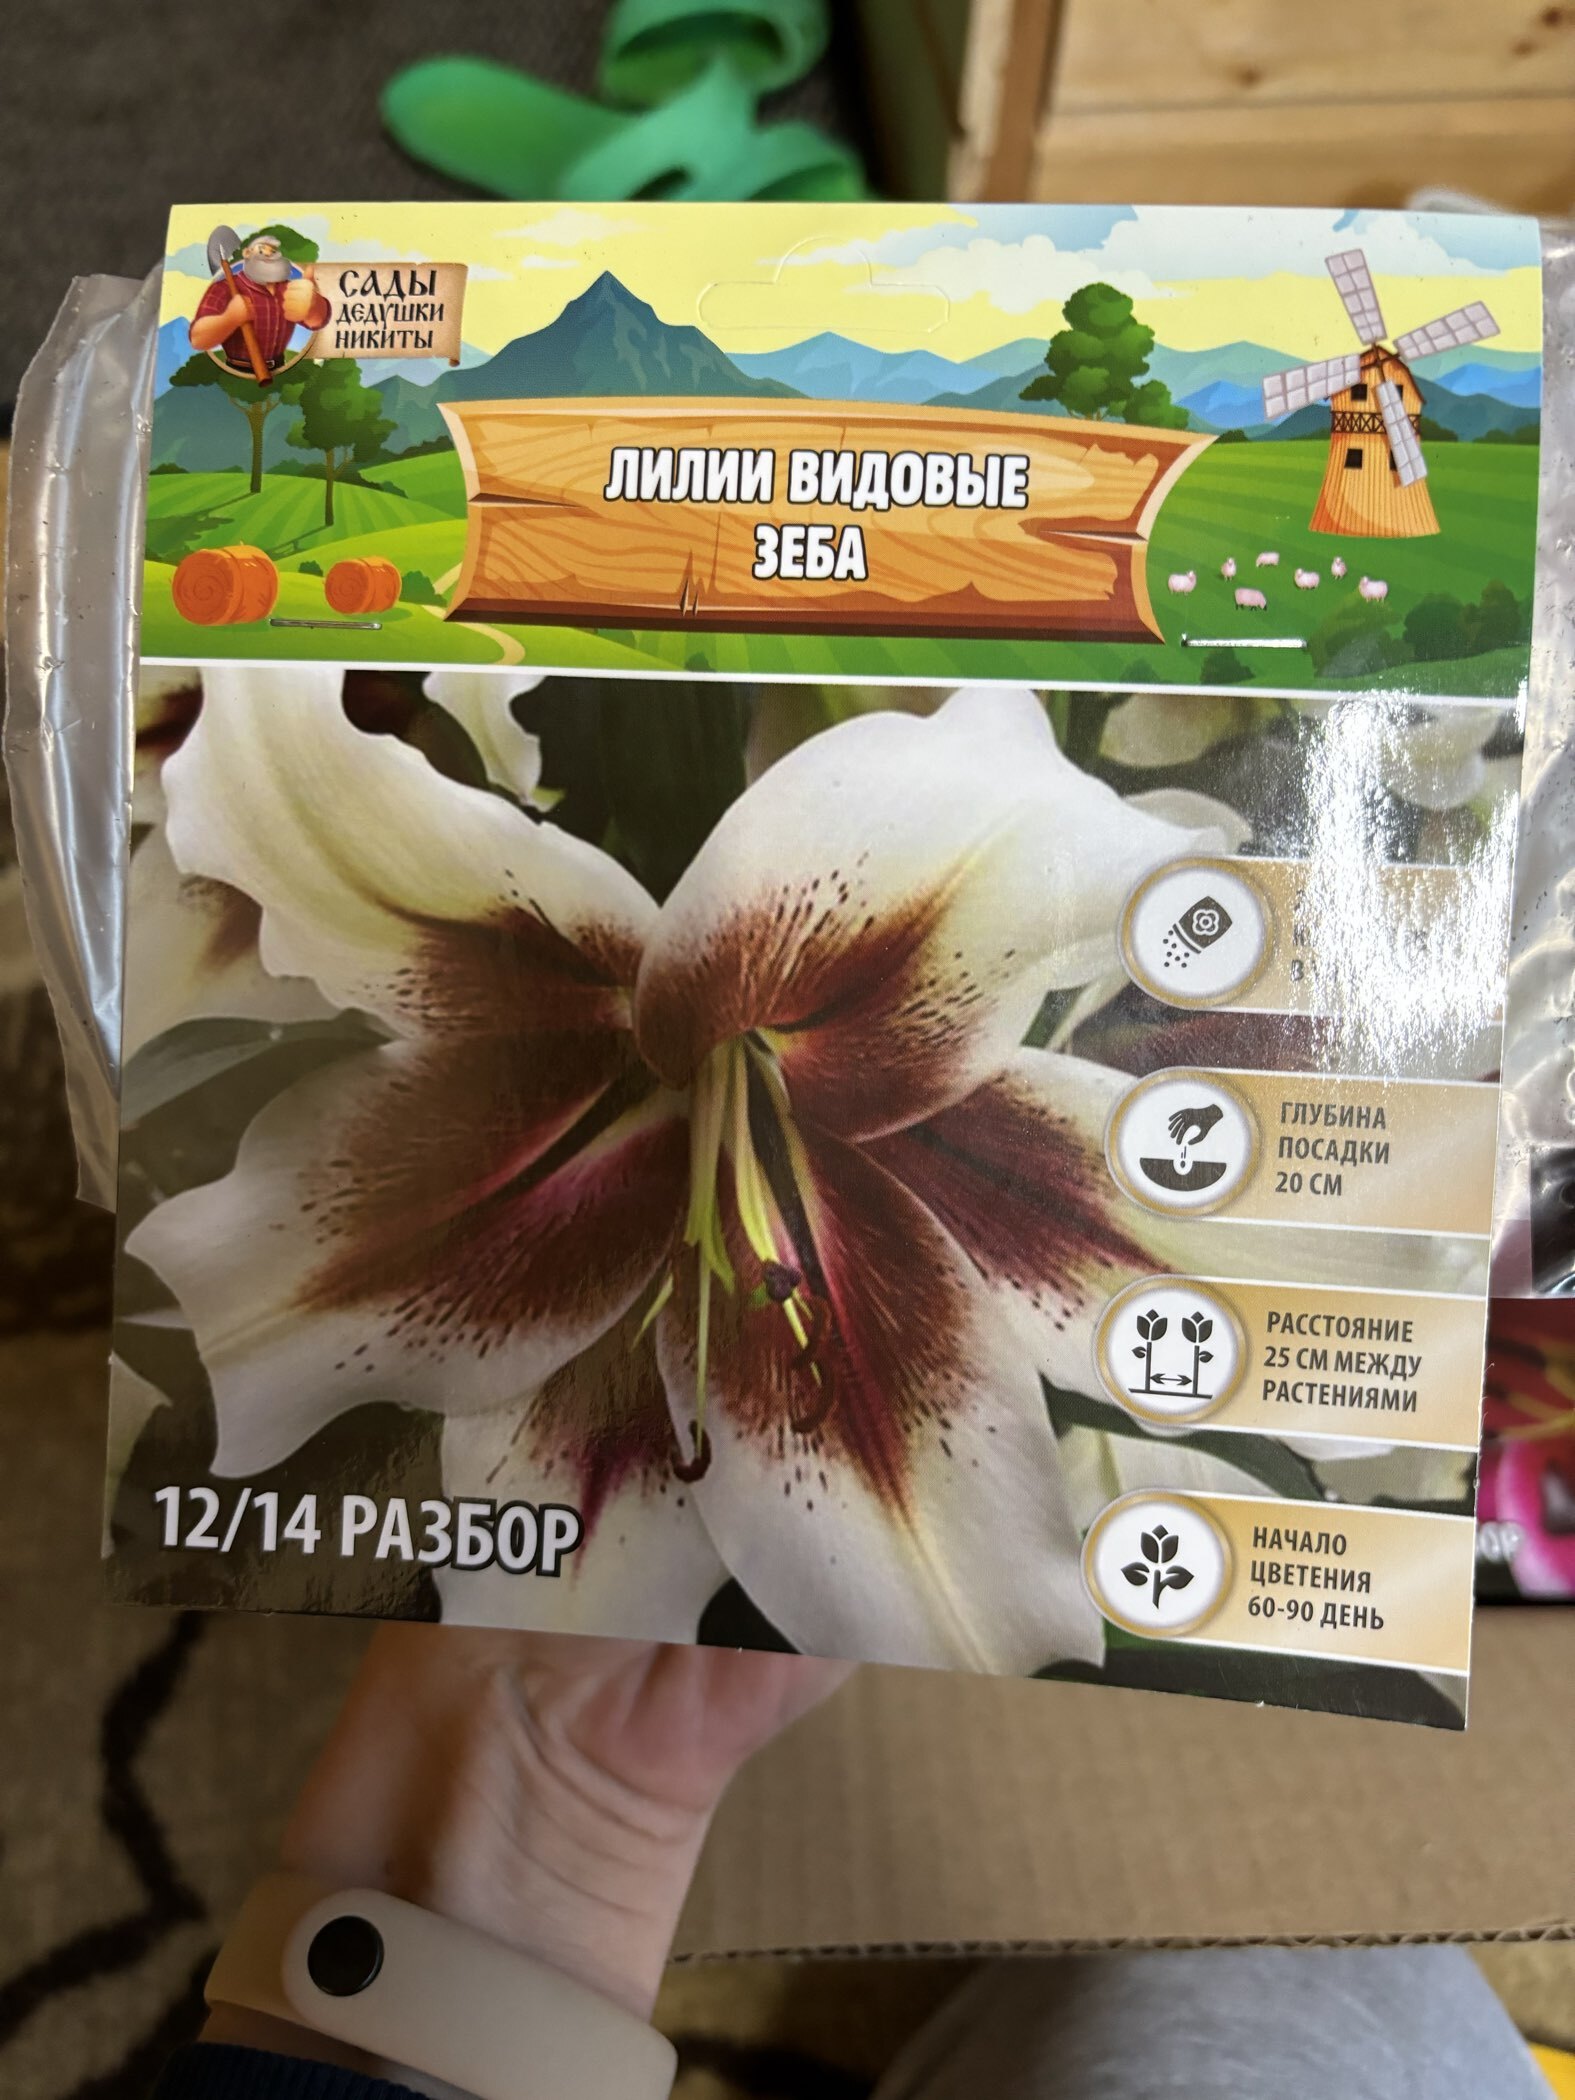 САДЫ
ДЕДУШКИ
НИКИТЫ
ЛИЛИИ ВИДОВЫЕ
ЗЕБА
ГЛУБИНА
ПОСАДКИ
20 СМ
РАССТОЯНИЕ
25 СМ МЕЖДУ
РАСТЕНИЯМИ
НАЧАЛО
ЦВЕТЕНИЯ
60-90 ДЕНЬ
12/14 РАЗБОР